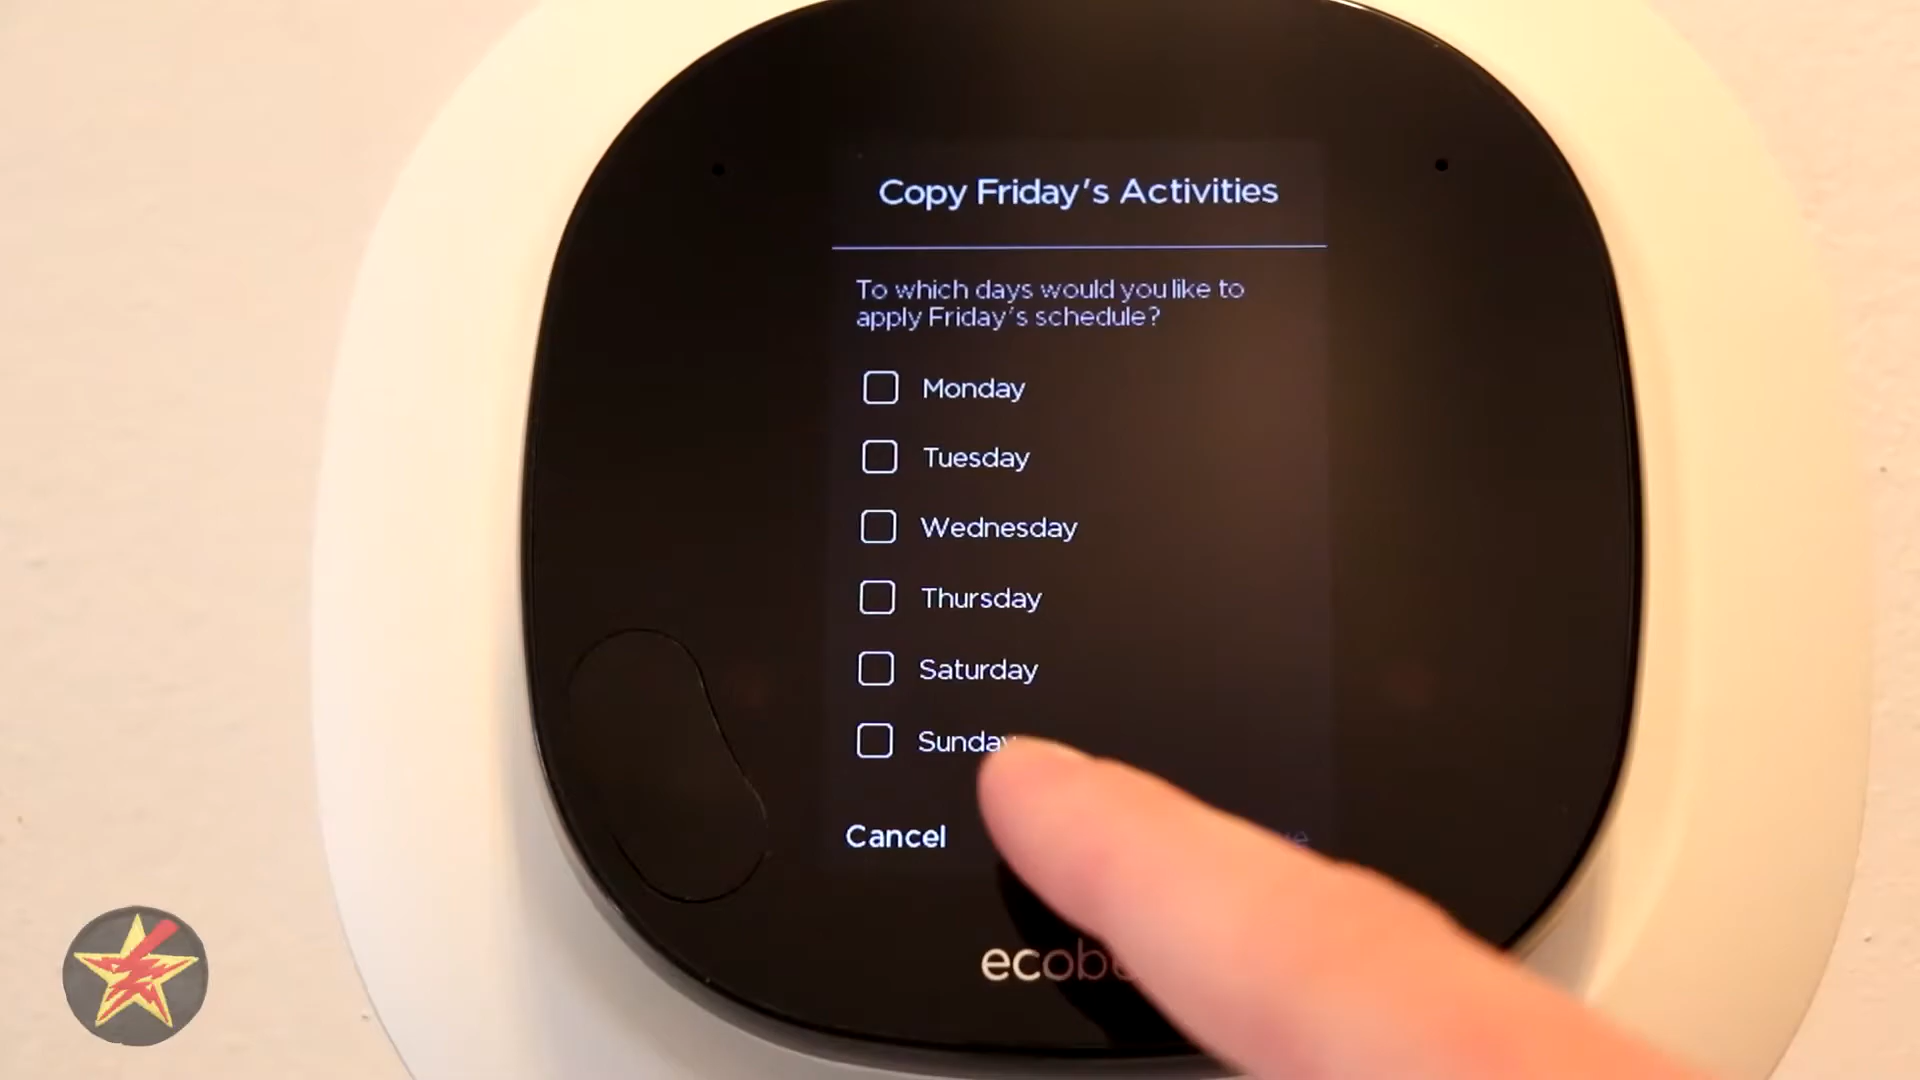 Copy Friday's Activities
To which days would you like to
apply Friday's schedule?
Monday
Tuesday
Wednesday
Thursday
Saturday
Sunday
Cancel